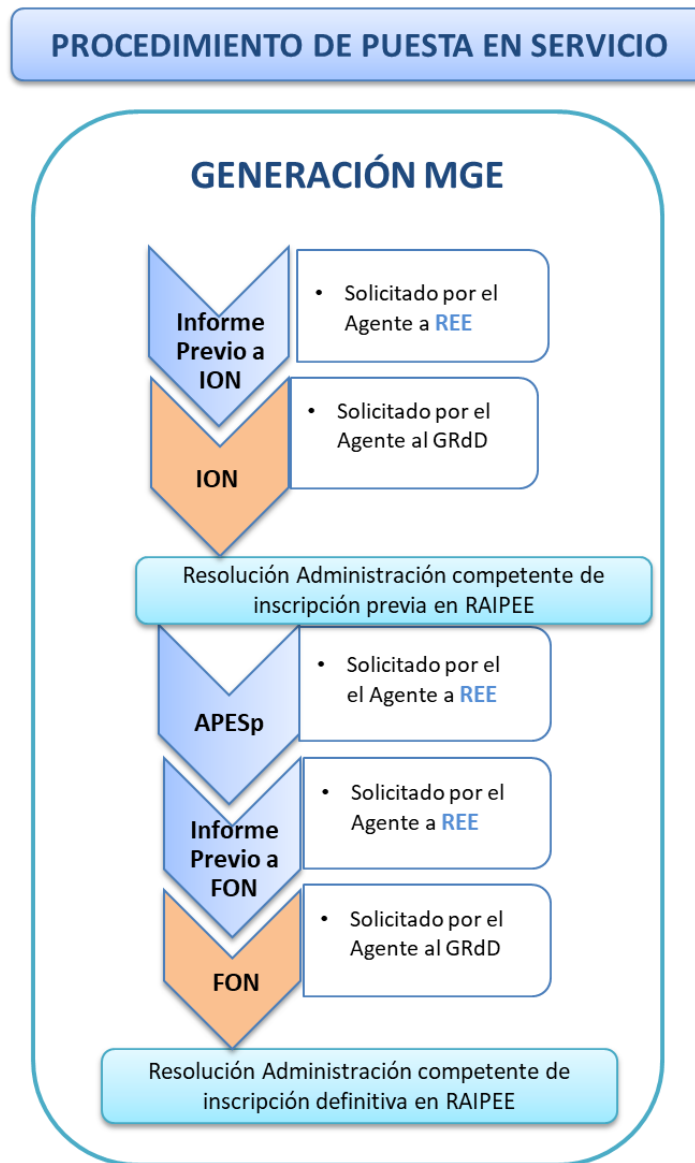 PROCEDIMIENTO DE PUESTA EN SERVICIO
GENERACIÓN MGE
Informe
Previo a
ION
• Solicitado por el
Agente a REE
ION
• Solicitado por el
Agente al GRdD
Resolución Administración competente de
inscripción previa en RAIPEE
APESp
• Solicitado por el
el Agente a REE
Informe
Previo a
FON
• Solicitado por el
Agente a REE
FON
• Solicitado por el
Agente al GRdD
Resolución Administración competente de
inscripción definitiva en RAIPEE